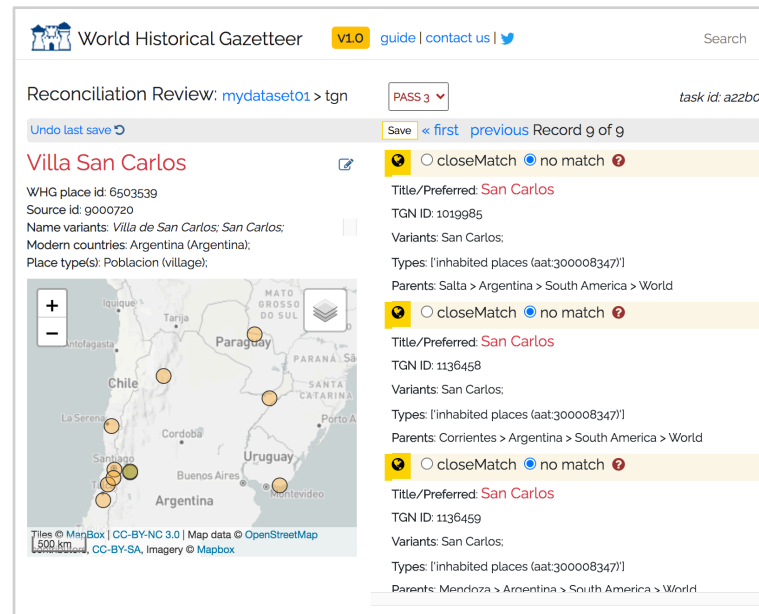 World Historical Gazetteer
v1.0
guide | contact us |
Search
Reconciliation Review: mydataset01 > tgn
PASS 3
task id: a22b0
Undo last save
Save
« first previous Record 9 of 9
Villa San Carlos
WHG place id: 6503539
Source id: 9000720
Name variants: Villa de San Carlos; San Carlos;
Modern countries: Argentina (Argentina);
Place type(s): Poblacion (village);
+
−
Iquique
MATO
GROSSO
DO SUL
Tarija
Antofagasta
Paraguay
PARANÁ
Chile
SANTA
CATARINA
La Serena
Cordoba
Porto A
Santiago
Uruguay
Buenos Aires
Montevideo
Argentina
500 km
Tiles © MapBox | CC-BY-NC 3.0 | Map data © OpenStreetMap
contributors, CC-BY-SA, Imagery © Mapbox
closeMatch no match ?
Title/Preferred: San Carlos
TGN ID: 1019985
Variants: San Carlos;
Types: ['inhabited places (aat:300008347)']
Parents: Salta > Argentina > South America > World
closeMatch no match ?
Title/Preferred: San Carlos
TGN ID: 1136458
Variants: San Carlos;
Types: ['inhabited places (aat:300008347)']
Parents: Corrientes > Argentina > South America > World
closeMatch no match ?
Title/Preferred: San Carlos
TGN ID: 1136459
Variants: San Carlos;
Types: ['inhabited places (aat:300008347)']
Parents: Mendoza > Argentina > South America > World